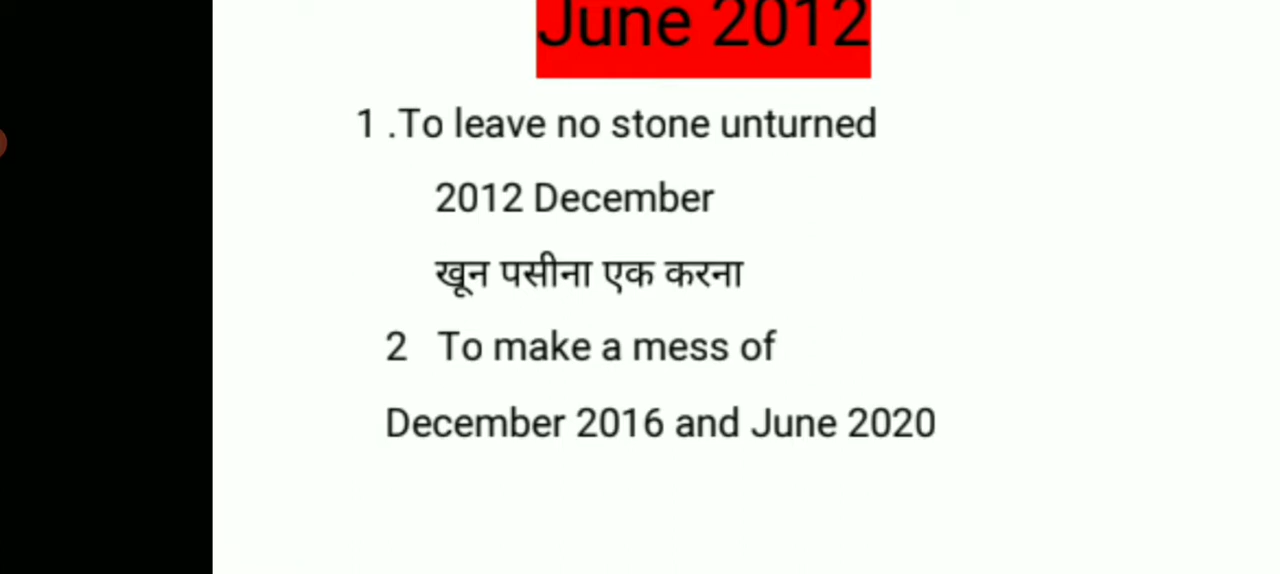 June 2012
1 .To leave no stone unturned
2012 December
खून पसीना एक करना
2 To make a mess of
December 2016 and June 2020